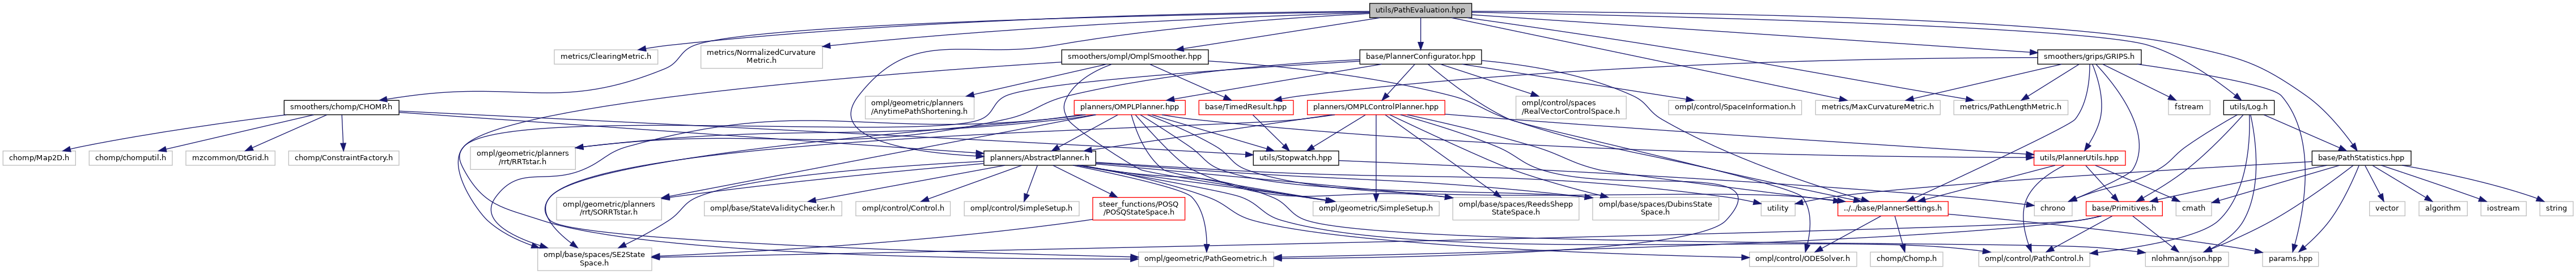 utils/PathEvaluation.hpp
metrics/ClearingMetric.h
metrics/NormalizedCurvature
Metric.h
smoothers/ompl/OmplSmoother.hpp
base/PlannerConfigurator.hpp
smoothers/grips/GRIPS.h
smoothers/chomp/CHOMP.h
ompl/geometric/planners
/AnytimePathShortening.h
planners/OMPLPlanner.hpp
base/TimedResult.hpp
planners/OMPLControlPlanner.hpp
ompl/control/spaces
/RealVectorControlSpace.h
ompl/control/SpaceInformation.h
metrics/MaxCurvatureMetric.h
metrics/PathLengthMetric.h
fstream
utils/Log.h
chomp/Map2D.h
chomp/chomputil.h
mzcommon/DtGrid.h
chomp/ConstraintFactory.h
ompl/geometric/planners
/rrt/RRTstar.h
planners/AbstractPlanner.h
utils/Stopwatch.hpp
utils/PlannerUtils.hpp
base/PathStatistics.hpp
ompl/geometric/planners
/rrt/SORRTstar.h
ompl/base/StateValidityChecker.h
ompl/control/Control.h
ompl/control/SimpleSetup.h
steer_functions/POSQ
/POSQStateSpace.h
ompl/geometric/SimpleSetup.h
ompl/base/spaces/ReedsShepp
StateSpace.h
ompl/base/spaces/DubinsState
Space.h
utility
../../base/PlannerSettings.h
chrono
base/Primitives.h
cmath
vector
algorithm
iostream
string
ompl/base/spaces/SE2State
Space.h
ompl/geometric/PathGeometric.h
ompl/control/ODESolver.h
chomp/Chomp.h
ompl/control/PathControl.h
nlohmann/json.hpp
params.hpp